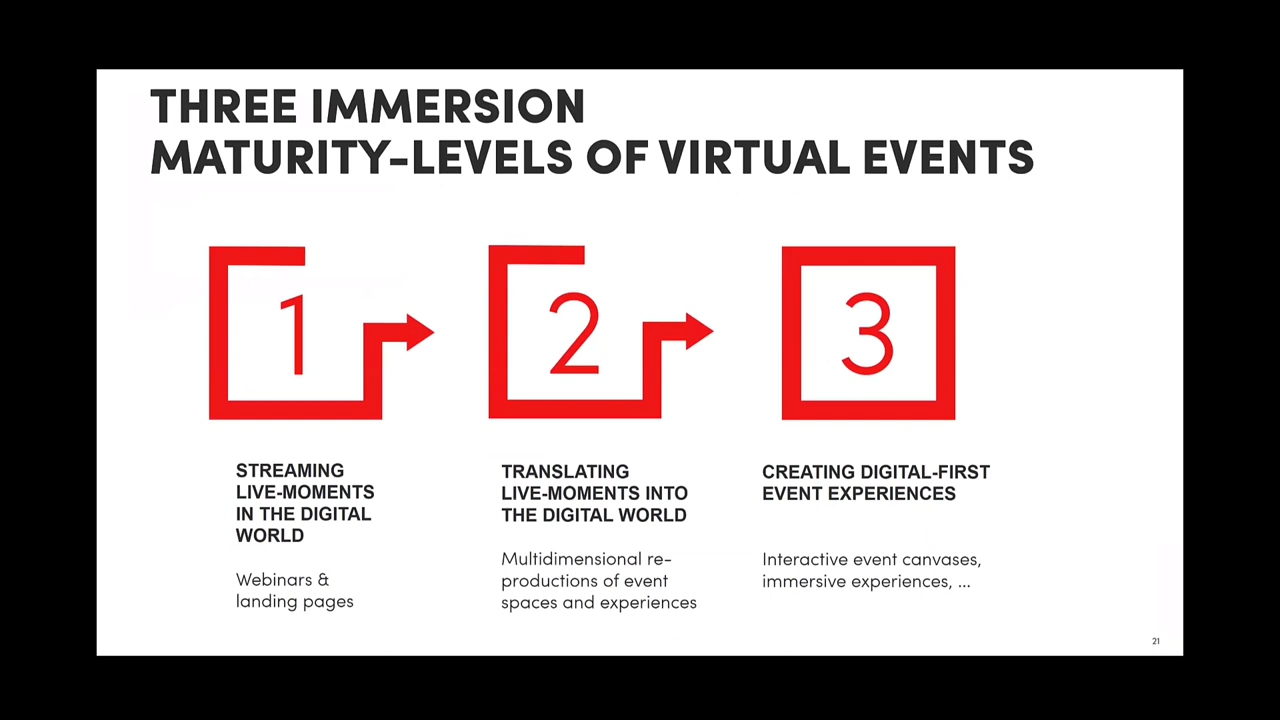 THREE IMMERSION
MATURITY-LEVELS OF VIRTUAL EVENTS
1
2
3
STREAMING
LIVE-MOMENTS
IN THE DIGITAL
WORLD
Webinars &
landing pages
TRANSLATING
LIVE-MOMENTS INTO
THE DIGITAL WORLD
Multidimensional re-
productions of event
spaces and experiences
CREATING DIGITAL-FIRST
EVENT EXPERIENCES
Interactive event canvases,
immersive experiences, ...
21